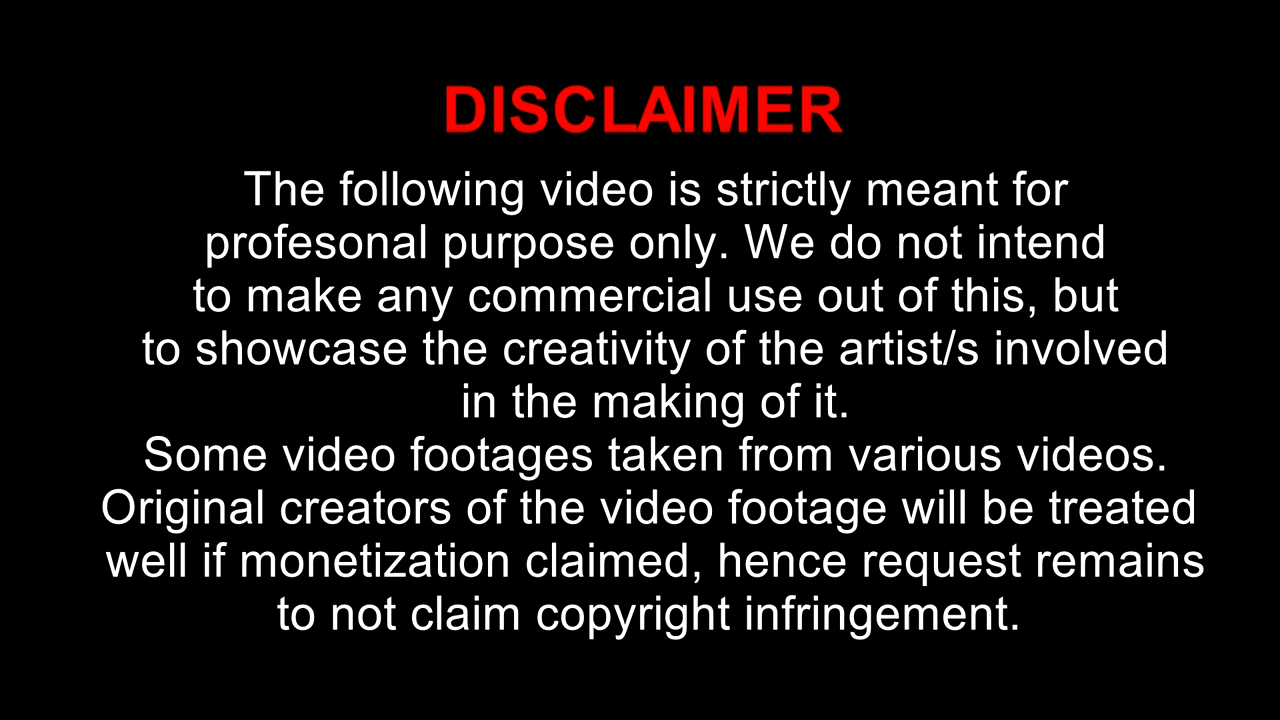 DISCLAIMER
The following video is strictly meant for
profesonal purpose only. We do not intend
to make any commercial use out of this, but
to showcase the creativity of the artist/s involved
in the making of it.
Some video footages taken from various videos.
Original creators of the video footage will be treated
well if monetization claimed, hence request remains
to not claim copyright infringement.